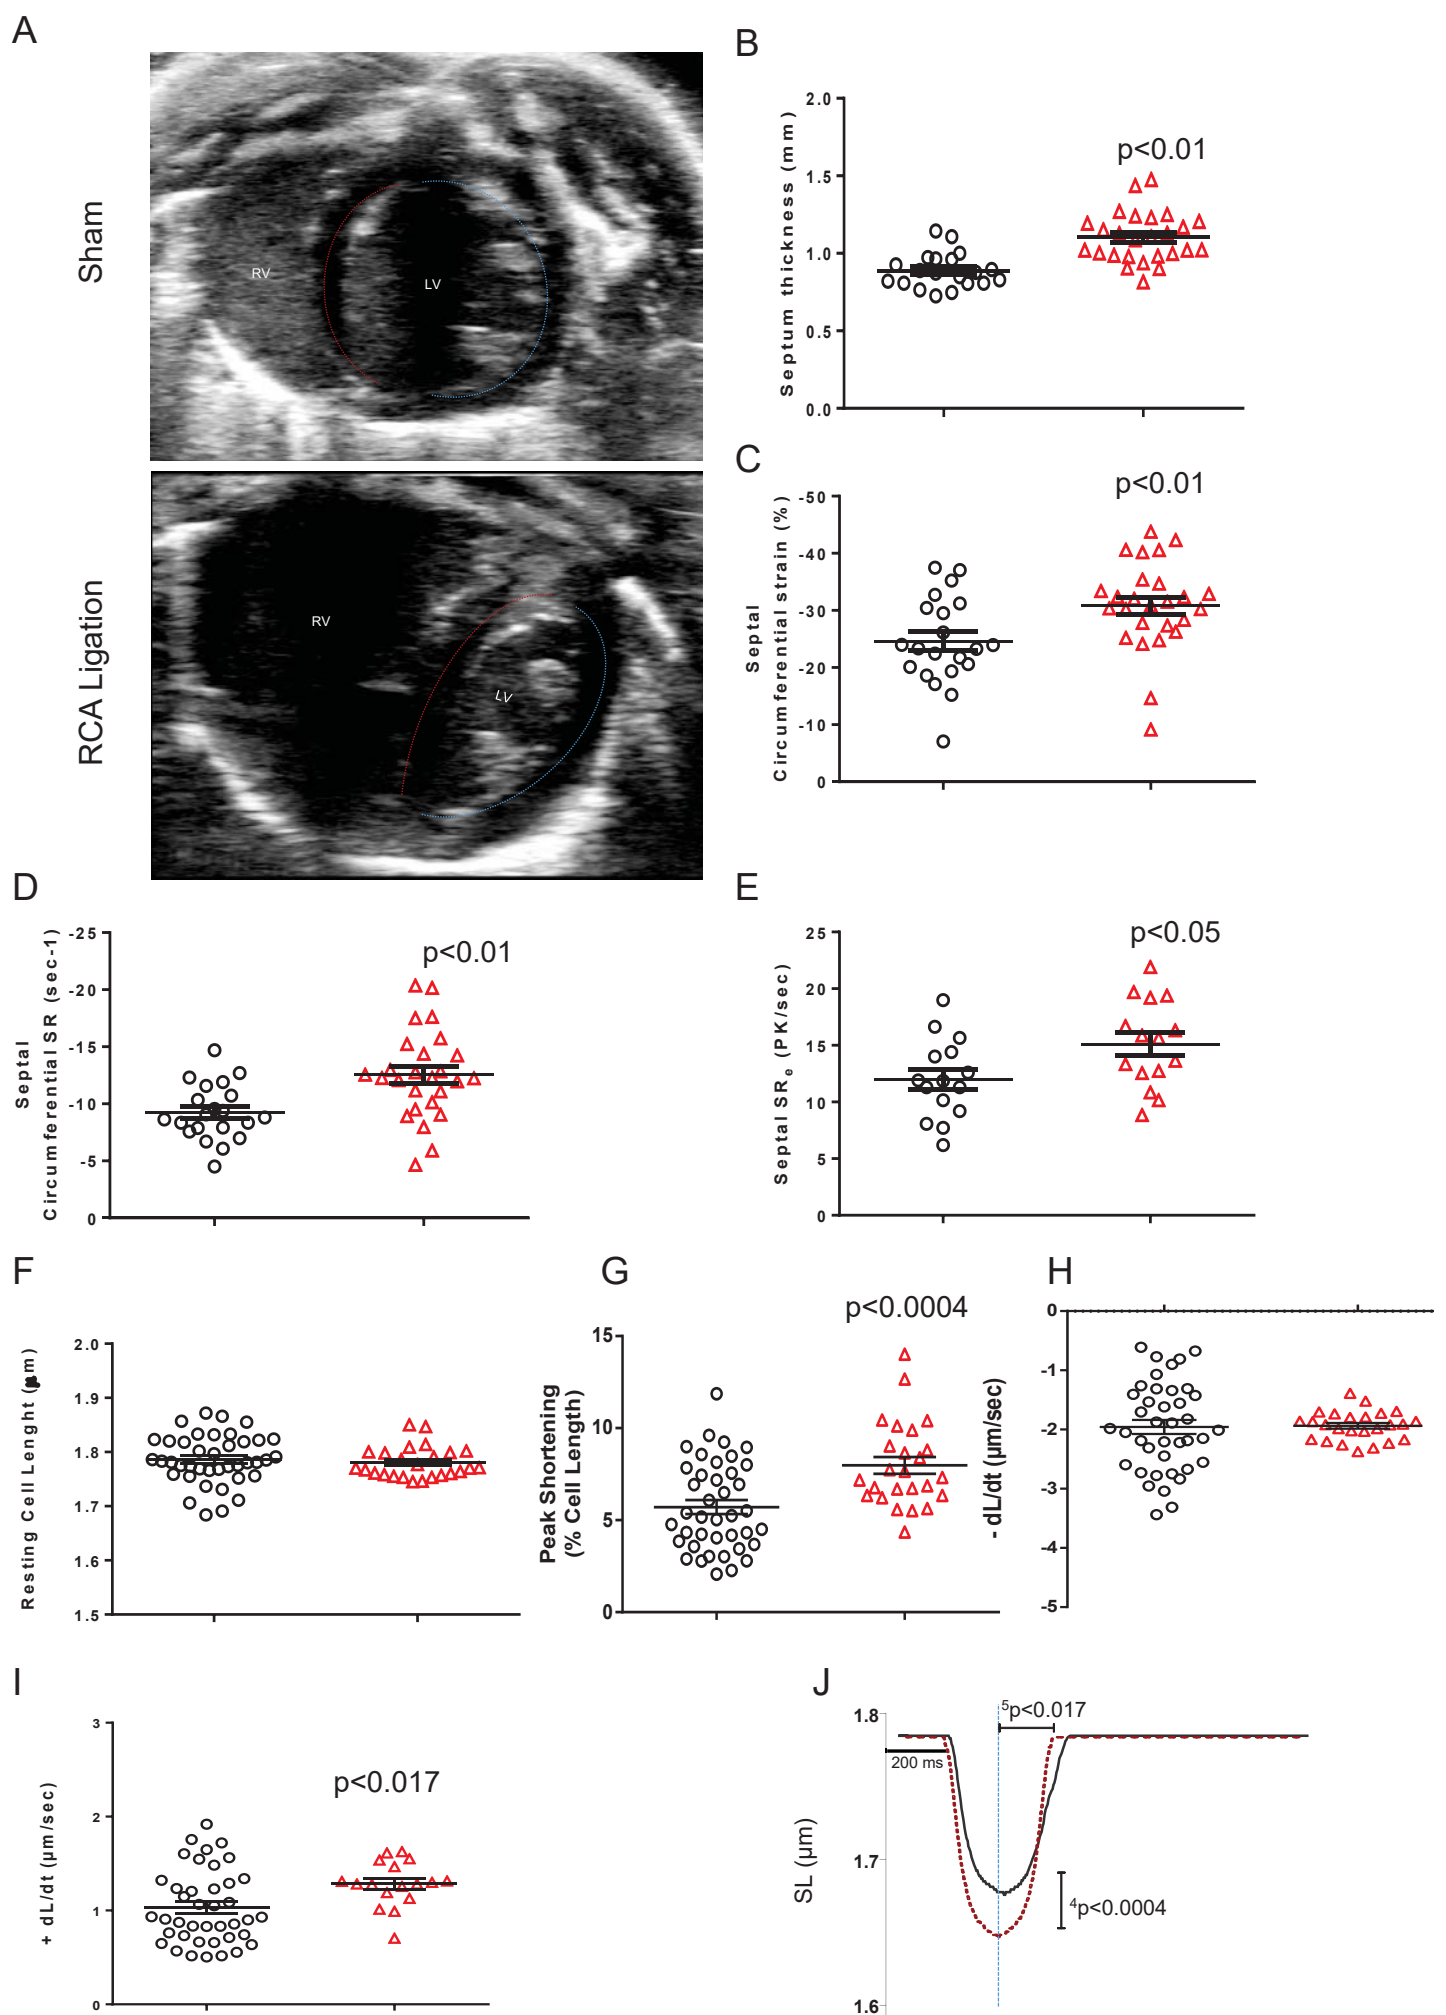 A
Sham
RV
LV
RCA Ligation
RV
LV
B
p<0.01
Septum thickness (mm)
2.0
1.5
1.0
0.5
0.0
C
p<0.01
Septal
Circumferential strain (%)
-50
-40
-30
-20
-10
0
D
p<0.01
Septal
Circumferential SR (sec-1)
-25
-20
-15
-10
-5
0
E
p<0.05
Septal SRe (PK/sec)
25
20
15
10
5
0
F
Resting Cell Lenght (μm)
2.0
1.9
1.8
1.7
1.6
1.5
G
p<0.0004
Peak Shortening
(% Cell Length)
15
10
5
0
H
- dL/dt (μm/sec)
0
-1
-2
-3
-4
-5
I
p<0.017
+ dL/dt (μm/sec)
3
2
1
0
J
5p<0.017
200 ms
4p<0.0004
SL (μm)
1.8
1.7
1.6